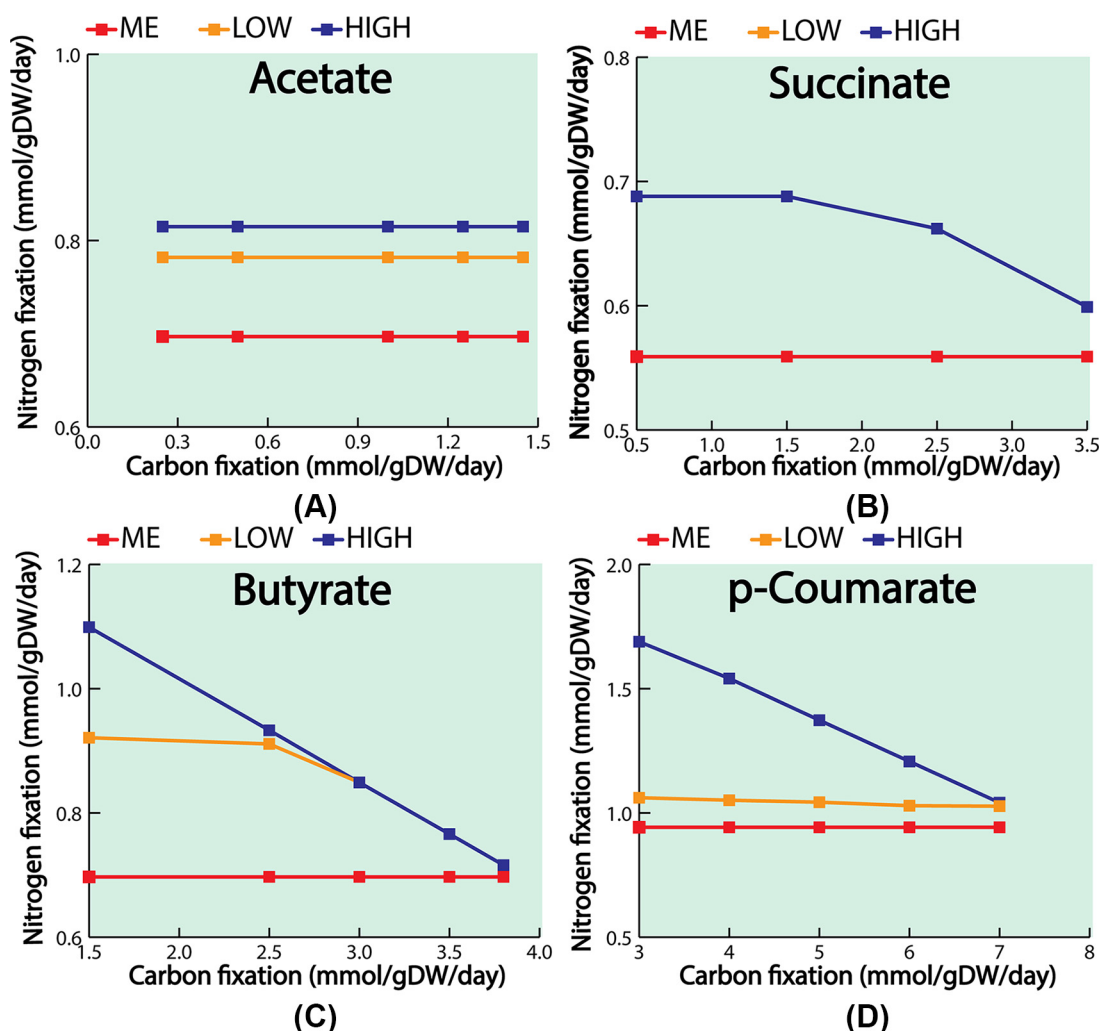 ME LOW HIGH
Acetate
Nitrogen fixation (mmol/gDW/day)
1.0
0.8
0.6
0.0 0.3 0.6 0.9 1.2 1.5
Carbon fixation (mmol/gDW/day)
(A)
ME LOW HIGH
Succinate
Nitrogen fixation (mmol/gDW/day)
0.8
0.7
0.6
0.5
0.5 1.0 1.5 2.0 2.5 3.0 3.5
Carbon fixation (mmol/gDW/day)
(B)
ME LOW HIGH
Butyrate
Nitrogen fixation (mmol/gDW/day)
1.2
1.0
0.8
0.6
1.5 2.0 2.5 3.0 3.5 4.0
Carbon fixation (mmol/gDW/day)
(C)
ME LOW HIGH
p-Coumarate
Nitrogen fixation (mmol/gDW/day)
2.0
1.5
1.0
0.5
3 4 5 6 7 8
Carbon fixation (mmol/gDW/day)
(D)